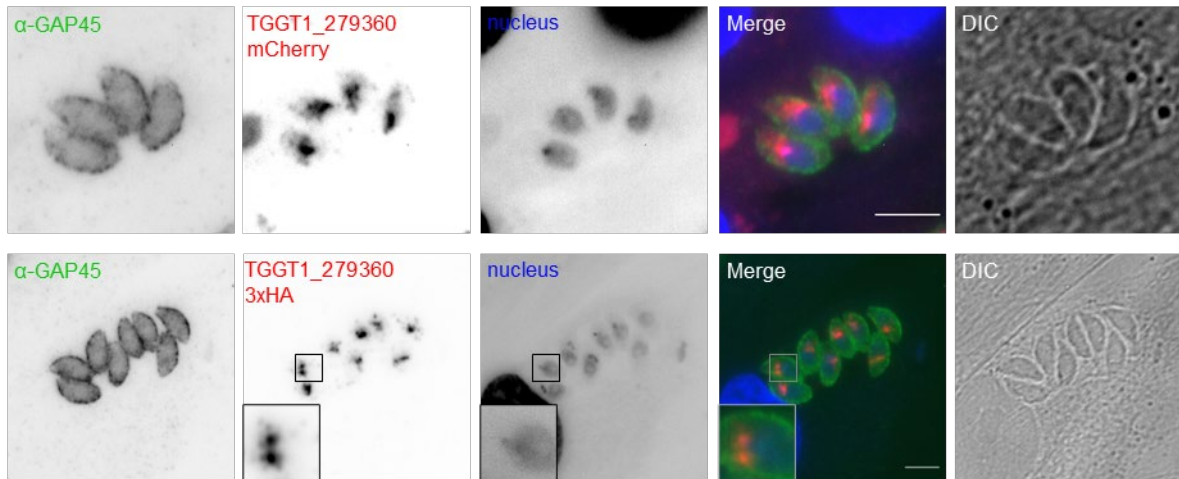 α-GAP45
TGGT1_279360
mCherry
nucleus
Merge
DIC
α-GAP45
TGGT1_279360
3xHA
nucleus
Merge
DIC